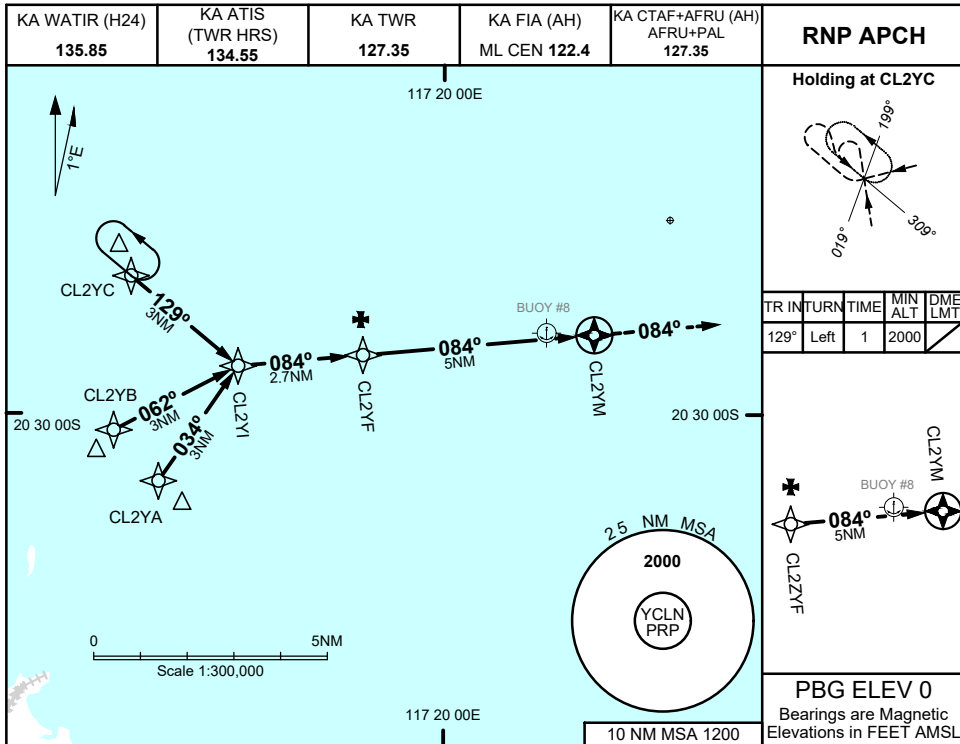 KA WATIR (H24)
135.85
KA ATIS
(TWR HRS)
134.55
KA TWR
127.35
KA FIA (AH)
ML CEN 122.4
KA CTAF+AFRU (AH)
AFRU+PAL
127.35
RNP APCH
117 20 00E
1°E
CL2YC
129°
3NM
CL2YB
062°
3NM
034°
3NM
CL2YA
CL2YI
084°
2.7NM
CL2YF
084°
5NM
BUOY #8
CL2YM
084°
20 30 00S
20 30 00S
25 NM MSA
2000
YCLN
PRP
0
5NM
Scale 1:300,000
117 20 00E
10 NM MSA 1200
Holding at CL2YC
199°
309°
019°
TR IN
TURN
TIME
MIN
ALT
DME
LMT
129°
Left
1
2000
CL2YM
BUOY #8
084°
5NM
CL2ZYF
PBG ELEV 0
Bearings are Magnetic
Elevations in FEET AMSL